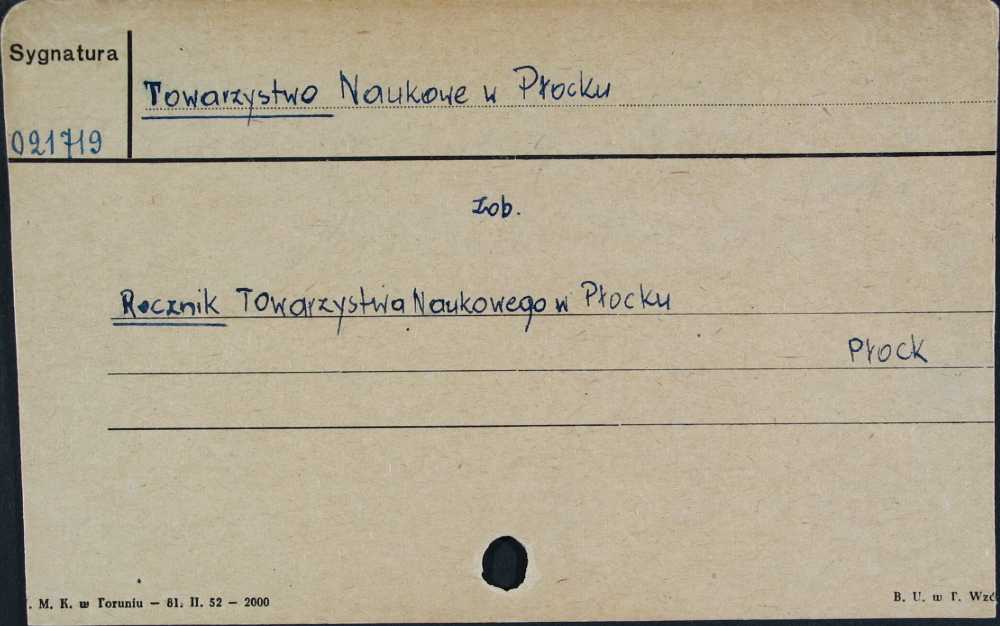 Sygnatura
Towarzystwo Naukowe w Płocku
021719
Zob.
Rocznik Towarzystwa Naukowego w Płocku
Płock
. M. K. w Toruniu — 81. II. 52 — 2000
B. U. w T. Wzó